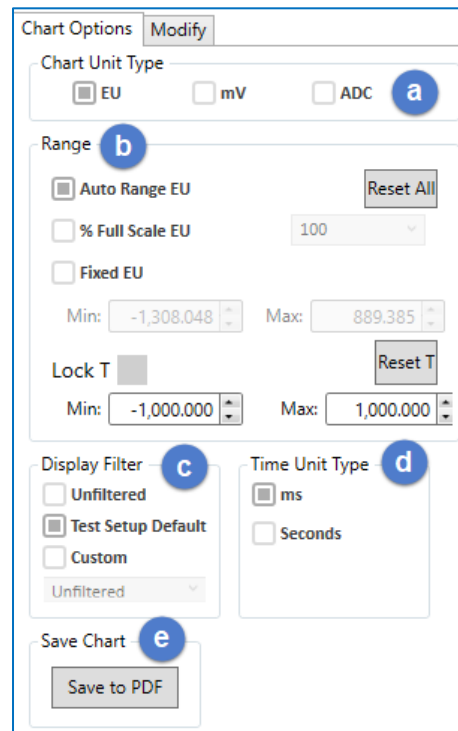 Chart Options Modify
Chart Unit Type
EU mV ADC a
Range b
Auto Range EU Reset All
% Full Scale EU 100
Fixed EU
Min: -1,308.048 Max: 889.385
Lock T Reset T
Min: -1,000.000 Max: 1,000.000
Display Filter c Time Unit Type d
Unfiltered ms
Test Setup Default Seconds
Custom
Unfiltered
Save Chart e
Save to PDF